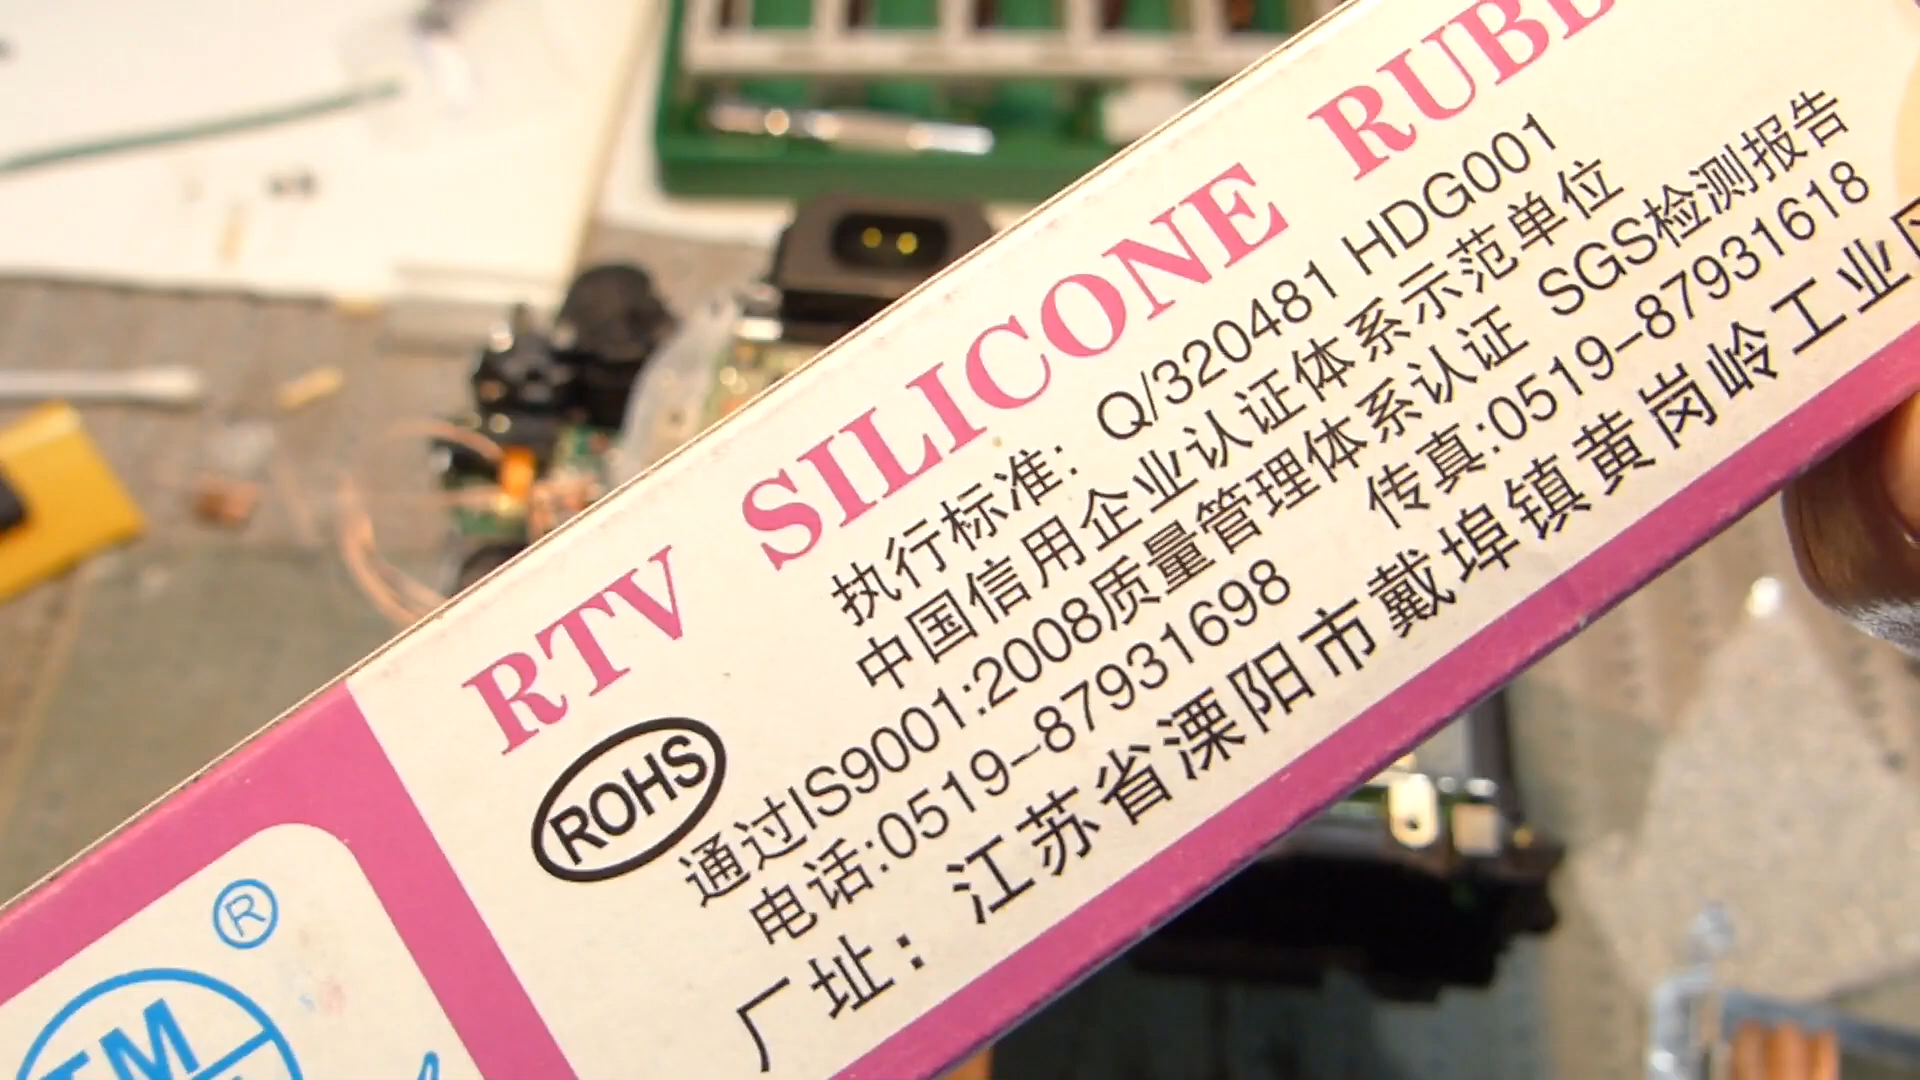 RTV SILICONE
执行标准: Q/320481 HDG001
中国信用企业认证体系示范单位
ROHS
通过IS9001:2008质量管理体系认证 SGS检测报告
电话:0519-87931698 传真:0519-87931618
厂址: 江苏省溧阳市戴埠镇黄岗岭工业
®
TM